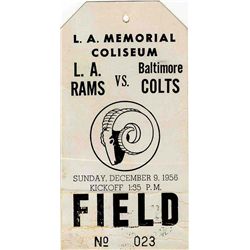 L. A. MEMORIAL
COLISEUM
L. A. RAMS VS. Baltimore COLTS
SUNDAY, DECEMBER 9, 1956
KICKOFF 1:35 P.M.
FIELD
Nº 023